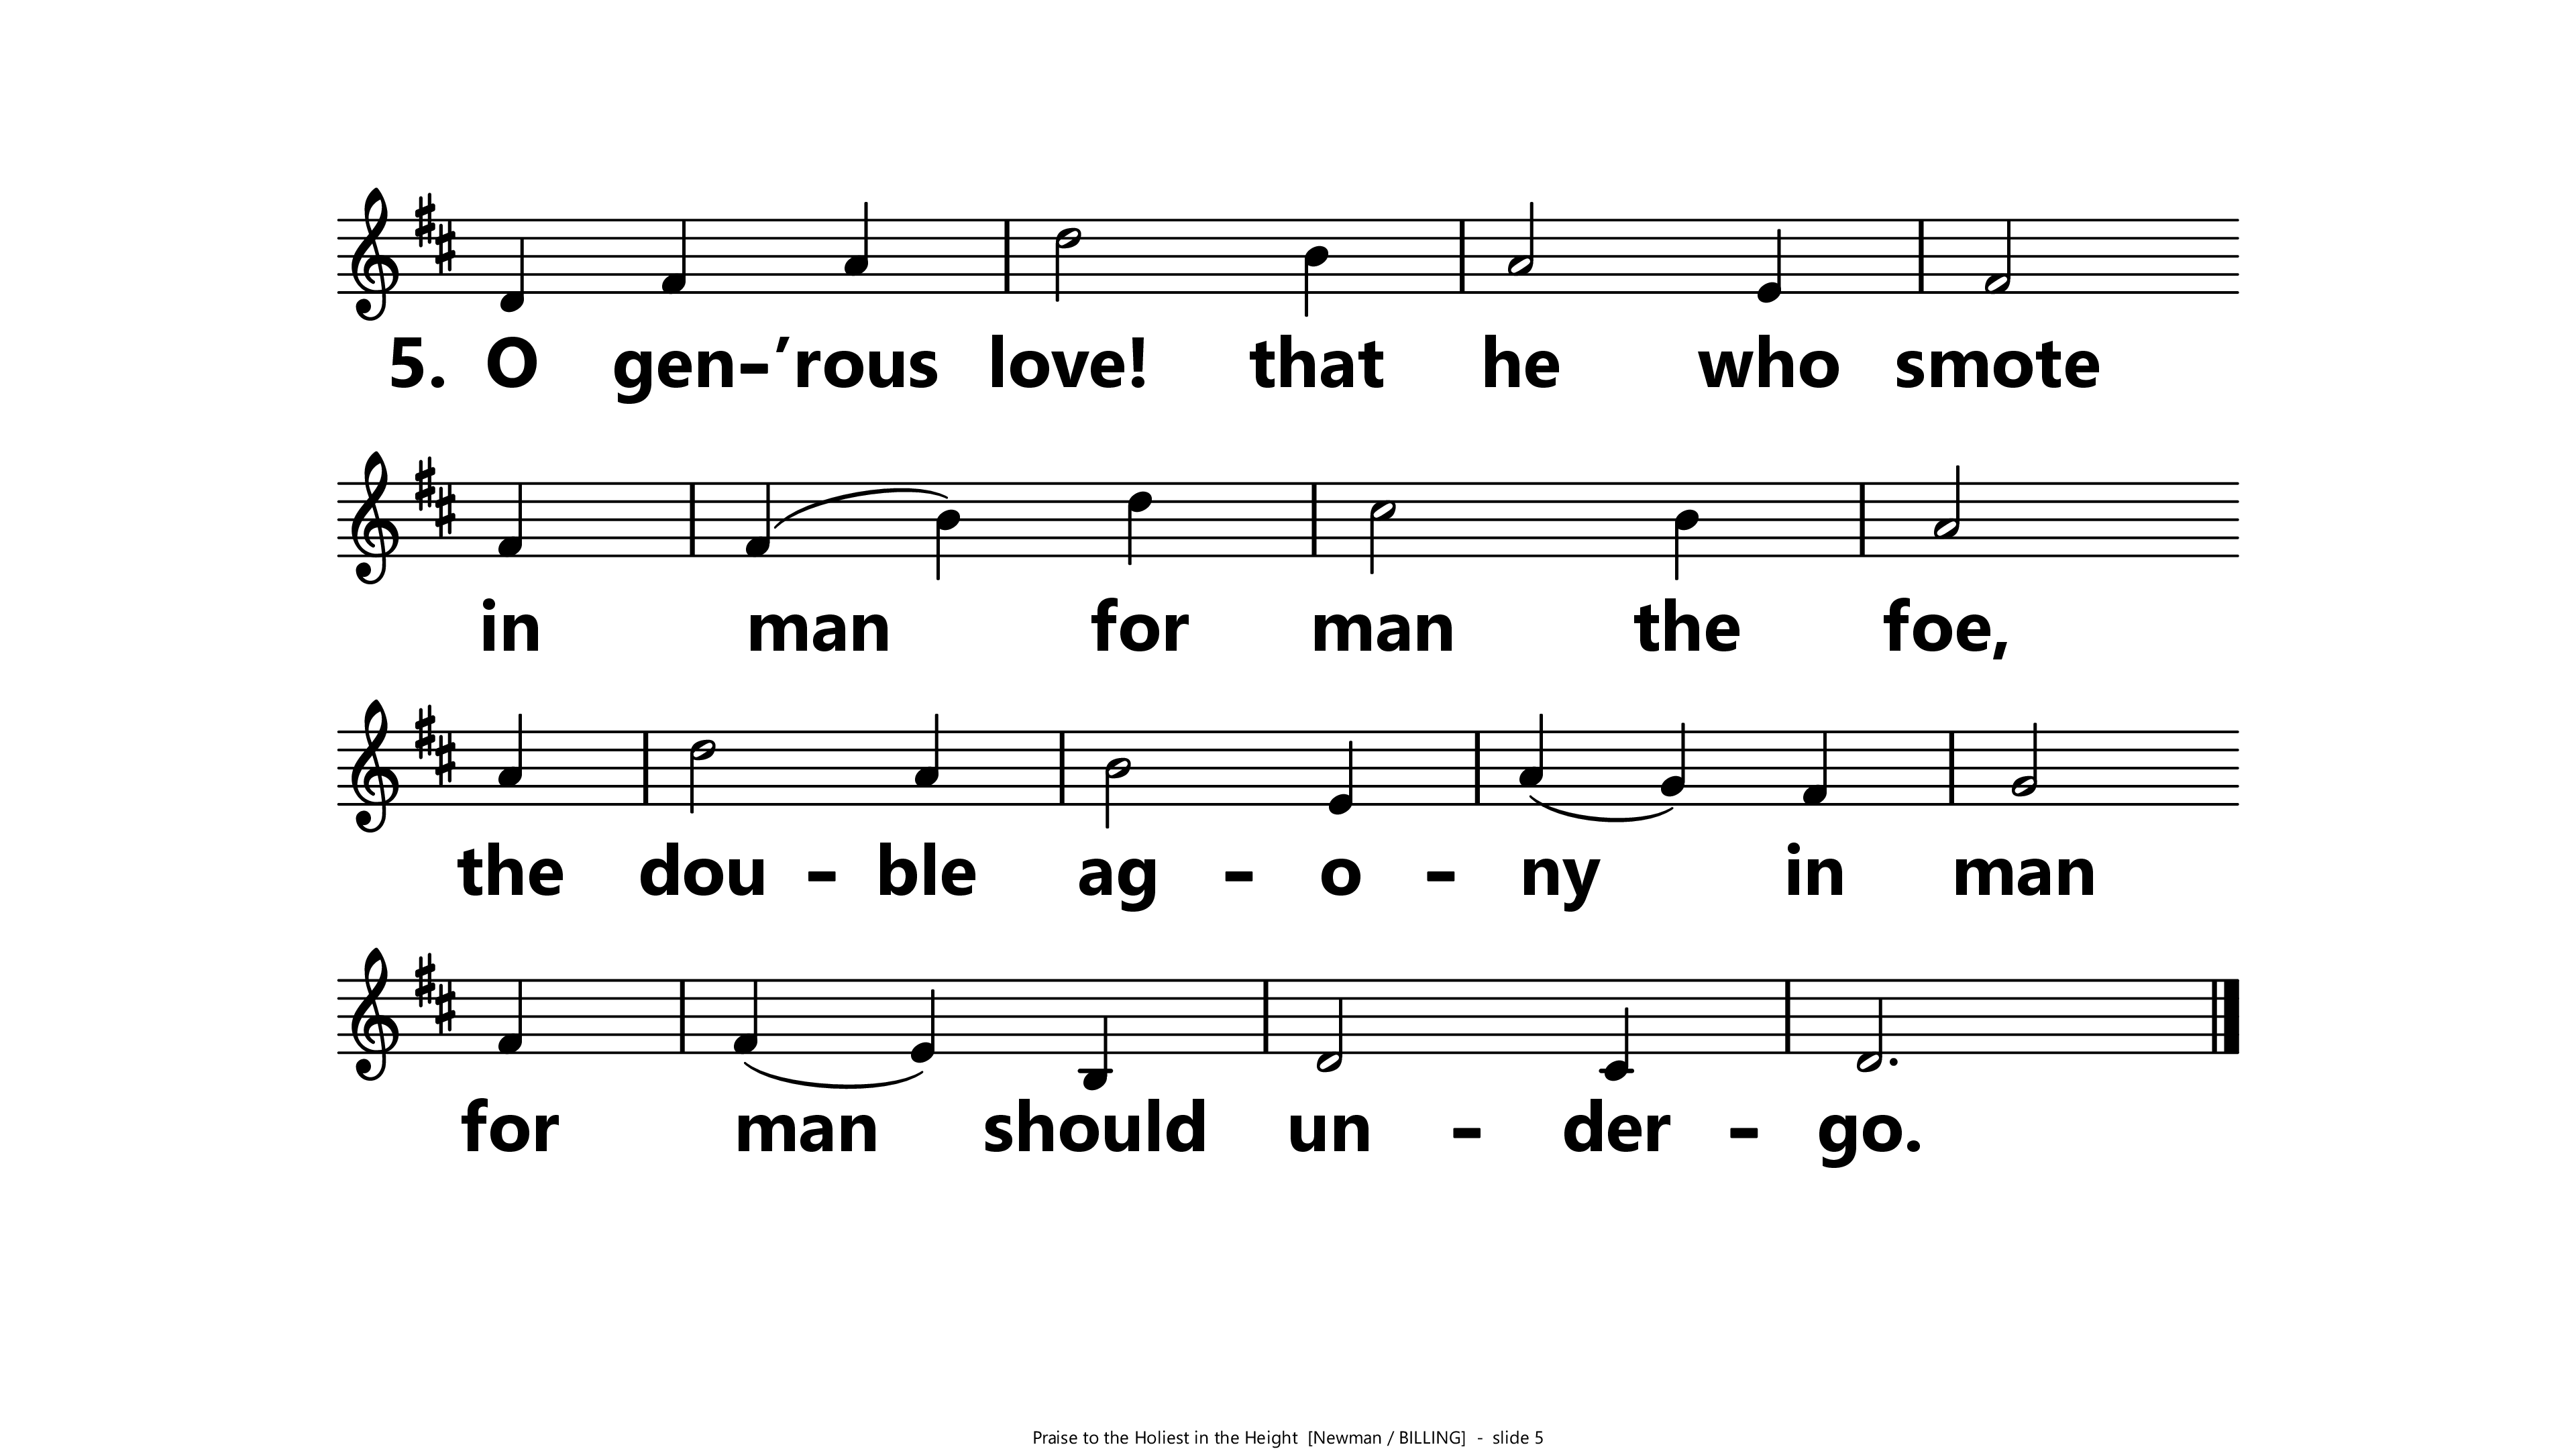 5. O gen-’rous love! that he who smote
in man for man the foe,
the dou - ble ag - o - ny in man
for man should un - der - go.
Praise to the Holiest in the Height [Newman / BILLING] - slide 5